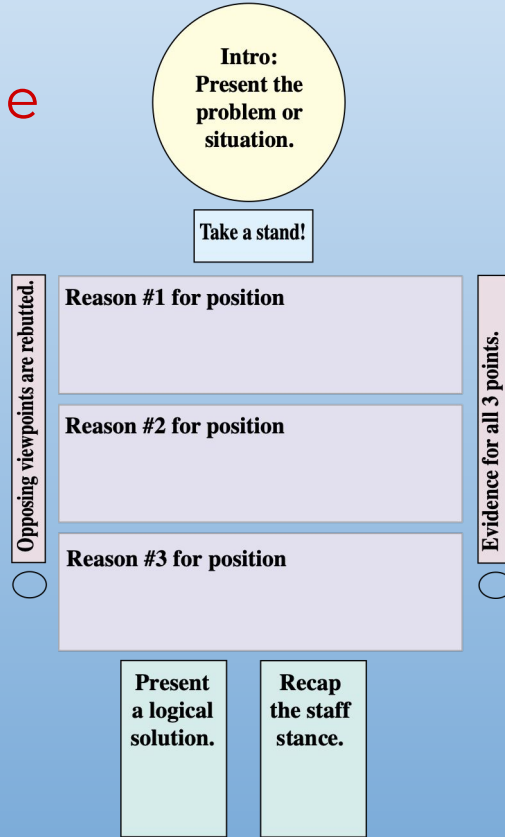 Intro:
Present the
problem or
situation.
e
Take a stand!
Opposing viewpoints are rebutted.
Reason #1 for position
Reason #2 for position
Reason #3 for position
Evidence for all 3 points.
Present
a logical
solution.
Recap
the staff
stance.